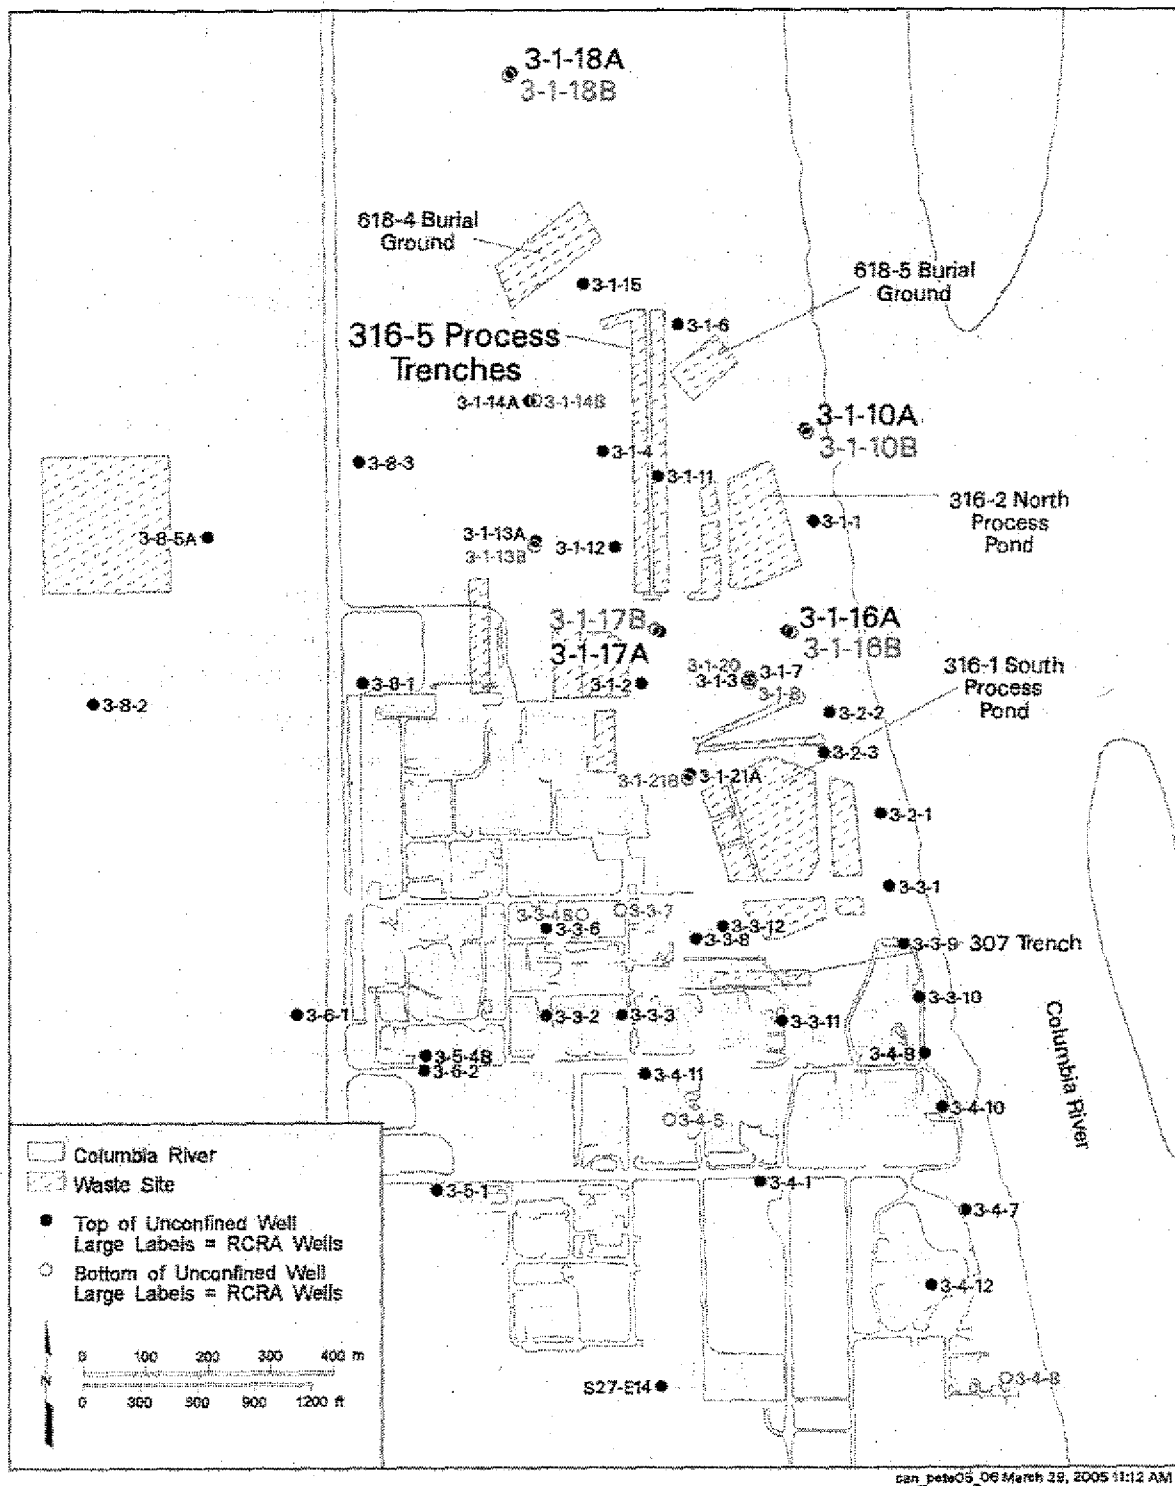 3-1-18A
3-1-18B
618-4 Burial
Ground
3-1-15
618-5 Burial
Ground
316-5 Process
Trenches
3-1-6
3-1-14A
3-1-14B
3-1-10A
3-1-10B
3-8-3
3-1-4
3-1-11
316-2 North
Process
Pond
3-1-1
3-8-5A
3-1-13A
3-1-13B
3-1-12
3-1-17B
3-1-17A
3-1-16A
3-1-16B
316-1 South
Process
Pond
3-1-20
3-1-3
3-1-7
3-1-8
3-8-1
3-1-2
3-8-2
3-2-2
3-2-3
3-1-21B
3-1-21A
3-2-1
3-3-1
3-3-4B
3-3-7
3-3-6
3-3-12
3-3-8
3-3-9
307 Trench
3-3-10
3-6-1
3-3-2
3-3-3
3-3-11
Columbia River
3-5-4B
3-6-2
3-4-11
3-4-10
3-5-1
3-4-1
3-4-7
3-4-12
S27-E14
Columbia River
Waste Site
Top of Unconfined Well
Large Labels = RCRA Wells
Bottom of Unconfined Well
Large Labels = RCRA Wells
0 100 200 300 400 m
N
0 300 900 1200 ft
March 29, 2005 11:12 AM